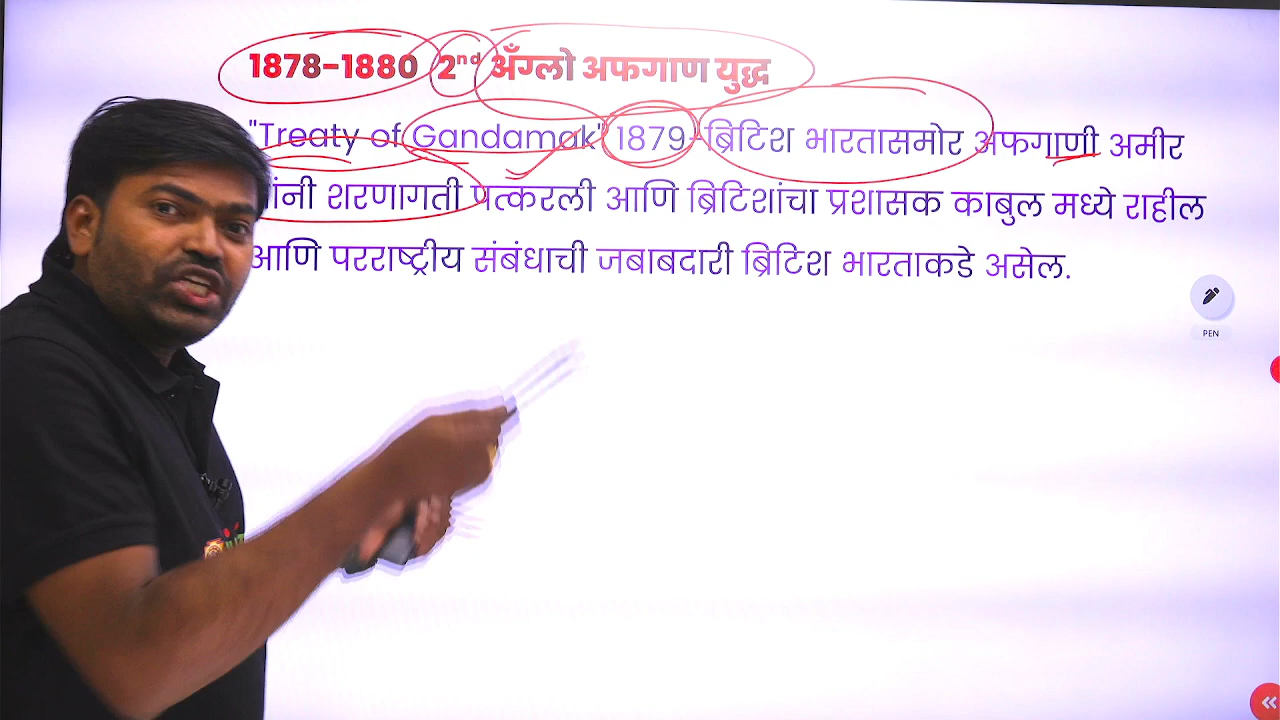 1878-1880 2nd अँग्लो अफगाण युद्ध
"Treaty of Gandamak" 1879-ब्रिटिश भारतासमोर अफगाणी अमीर
शरणागती पत्करली आणि ब्रिटिशांचा प्रशासक काबुल मध्ये राहील
आणि परराष्ट्रीय संबंधाची जबाबदारी ब्रिटिश भारताकडे असेल.
PEN